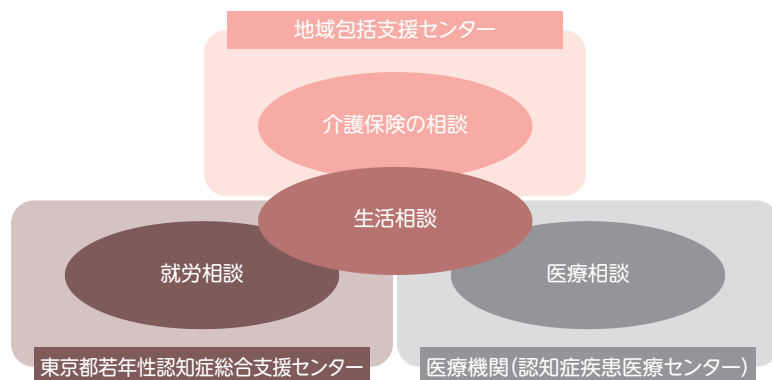 地域包括支援センター
介護保険の相談
生活相談
就労相談
医療相談
東京都若年性認知症総合支援センター
医療機関(認知症疾患医療センター)